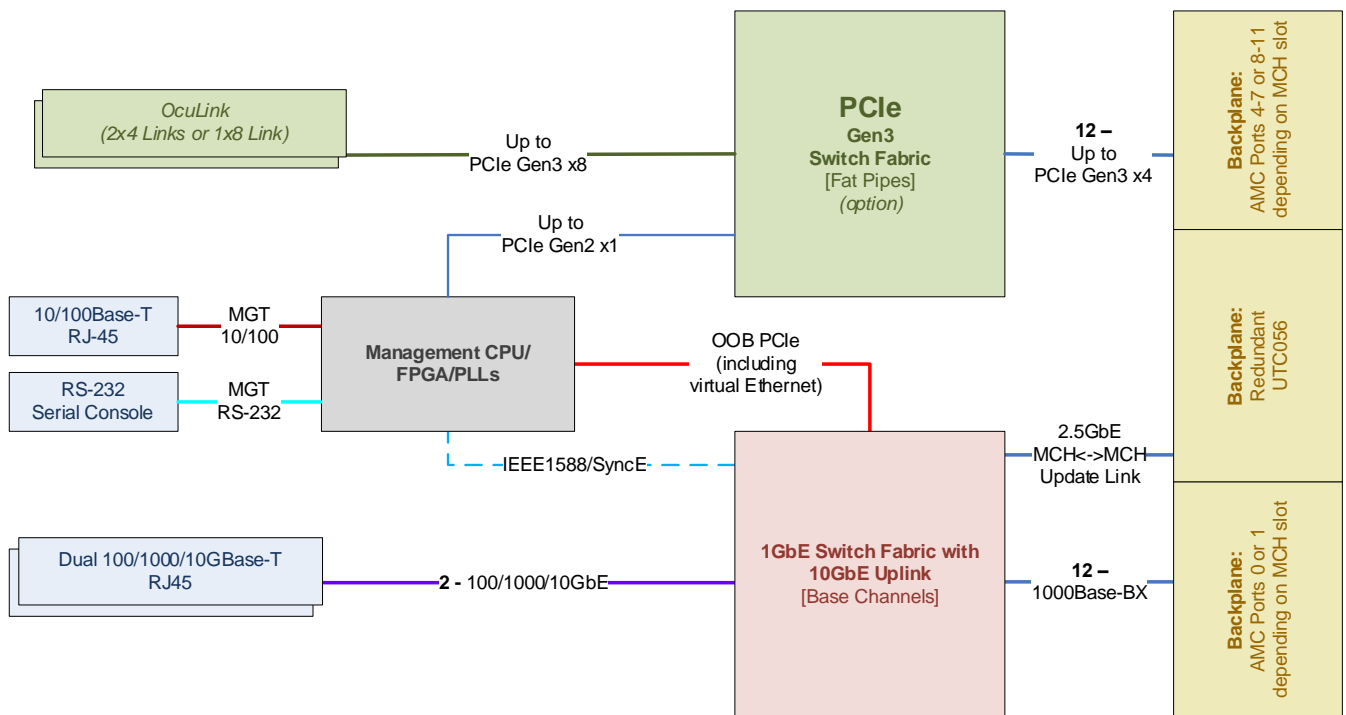 OcuLink
(2x4 Links or 1x8 Link)
Up to
PCIe Gen3 x8
PCIe
Gen3
Switch Fabric
[Fat Pipes]
(option)
12 –
Up to
PCIe Gen3 x4
Backplane:
AMC Ports 4-7 or 8-11
depending on MCH slot
Up to
PCIe Gen2 x1
10/100Base-T
RJ-45
MGT
10/100
Management CPU/
FPGA/PLLs
RS-232
Serial Console
MGT
RS-232
OOB PCIe
(including
virtual Ethernet)
Backplane:
Redundant
UTC056
IEEE1588/SyncE
2.5GbE
MCH<->MCH
Update Link
Dual 100/1000/10GBase-T
RJ45
2 - 100/1000/10GbE
1GbE Switch Fabric with
10GbE Uplink
[Base Channels]
12 –
1000Base-BX
Backplane:
AMC Ports 0 or 1
depending on MCH slot